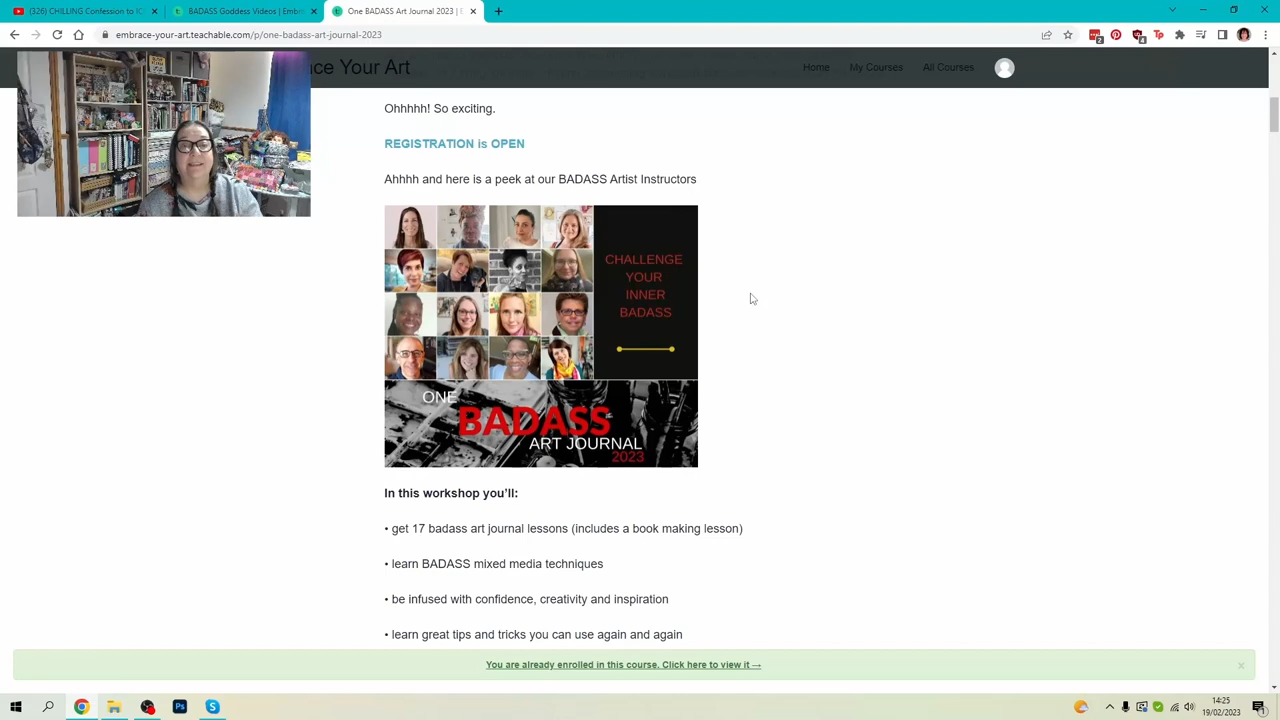 (326) CHILLING Confession to ICE
BADASS Goddess Videos | Embra
One BADASS Art Journal 2023 | E
embrace-your-art.teachable.com/p/one-badass-art-journal-2023
ce Your Art
Home
My Courses
All Courses
Ohhhhh! So exciting.
REGISTRATION is OPEN
Ahhhh and here is a peek at our BADASS Artist Instructors
CHALLENGE
YOUR
INNER
BADASS
ONE
BADASS
ART JOURNAL
2023
In this workshop you’ll:
• get 17 badass art journal lessons (includes a book making lesson)
• learn BADASS mixed media techniques
• be infused with confidence, creativity and inspiration
• learn great tips and tricks you can use again and again
You are already enrolled in this course. Click here to view it →
14:25
19/02/2023